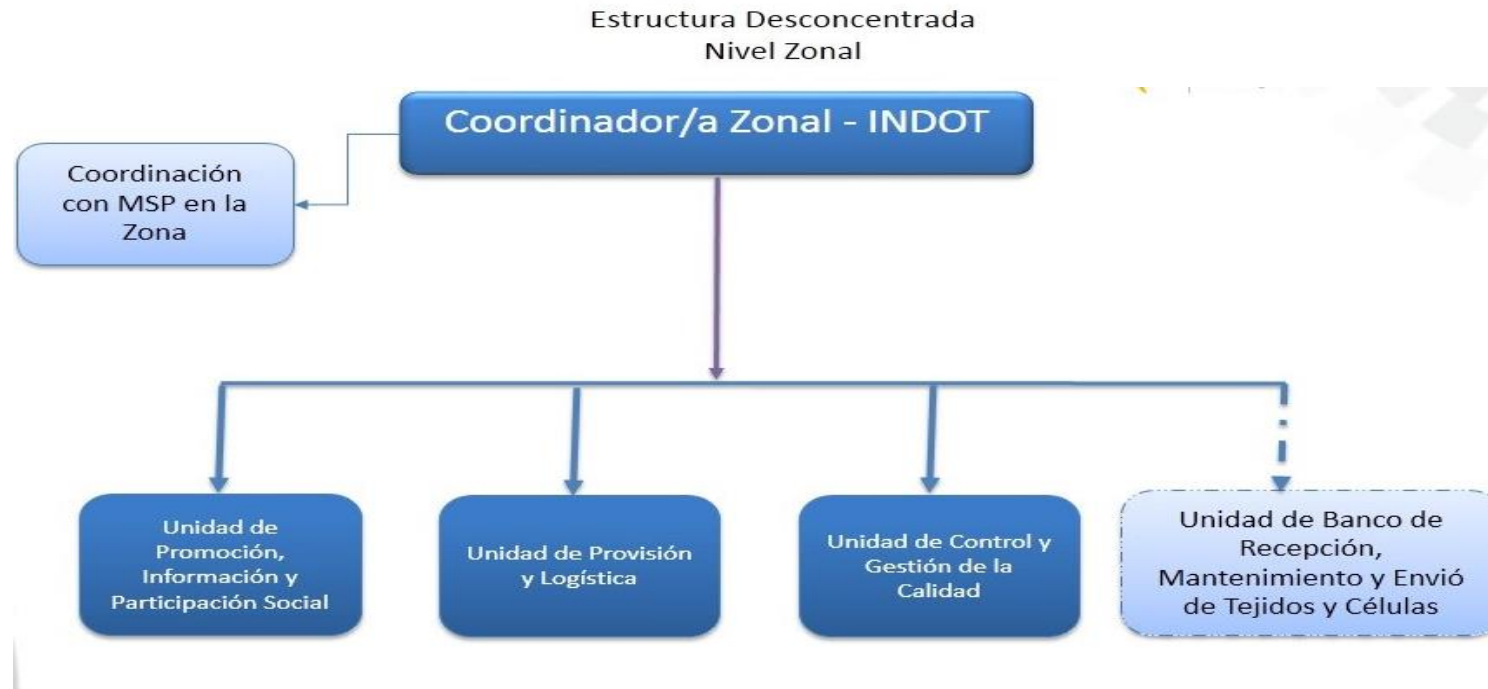 Estructura Desconcentrada
Nivel Zonal
Coordinador/a Zonal - INDOT
Coordinación
con MSP en la
Zona
Unidad de
Promoción,
Información y
Participación Social
Unidad de Provisión
y Logística
Unidad de Control y
Gestión de la
Calidad
Unidad de Banco de
Recepción,
Mantenimiento y Envió
de Tejidos y Células